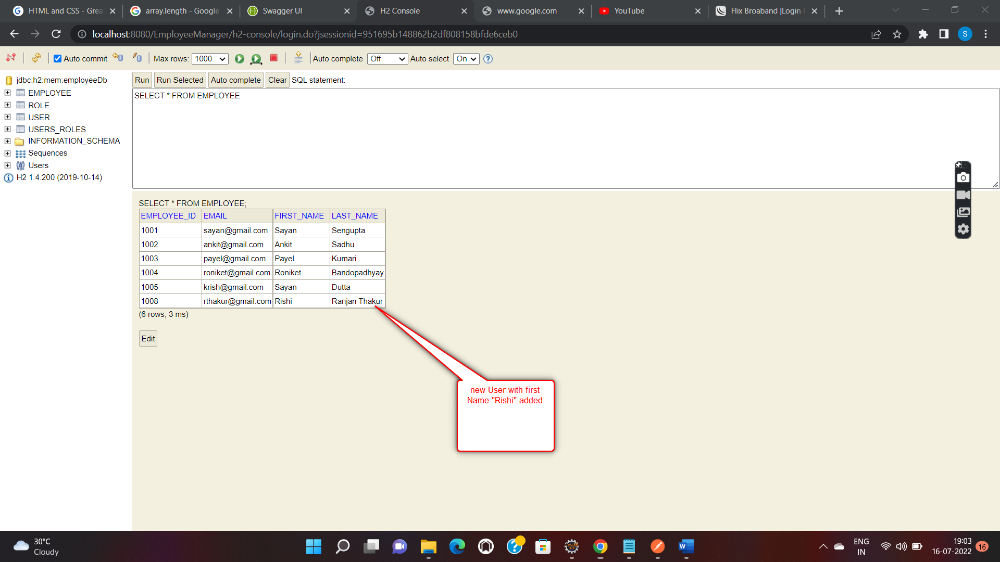 HTML and CSS - Grea
array.length - Google
Swagger UI
H2 Console
www.google.com
YouTube
Flix Broaband |Login P
localhost:8080/EmployeeManager/h2-console/login.do?jsessionid=951695b148862b2df808158bfde6ceb0
S
Auto commit
Max rows: 1000
Auto complete Off
Auto select On
?
jdbc:h2:mem:employeeDb
EMPLOYEE
ROLE
USER
USERS_ROLES
INFORMATION_SCHEMA
Sequences
Users
H2 1.4.200 (2019-10-14)
Run Run Selected Auto complete Clear SQL statement:
SELECT * FROM EMPLOYEE
SELECT * FROM EMPLOYEE;
EMPLOYEE_ID EMAIL FIRST_NAME LAST_NAME
1001 sayan@gmail.com Sayan Sengupta
1002 ankit@gmail.com Ankit Sadhu
1003 payel@gmail.com Payel Kumari
1004 roniket@gmail.com Roniket Bandopadhyay
1005 krish@gmail.com Sayan Dutta
1008 rthakur@gmail.com Rishi Ranjan Thakur
(6 rows, 3 ms)
Edit
new User with first
Name "Rishi" added
30°C
Cloudy
ENG
IN
19:03
16-07-2022
16